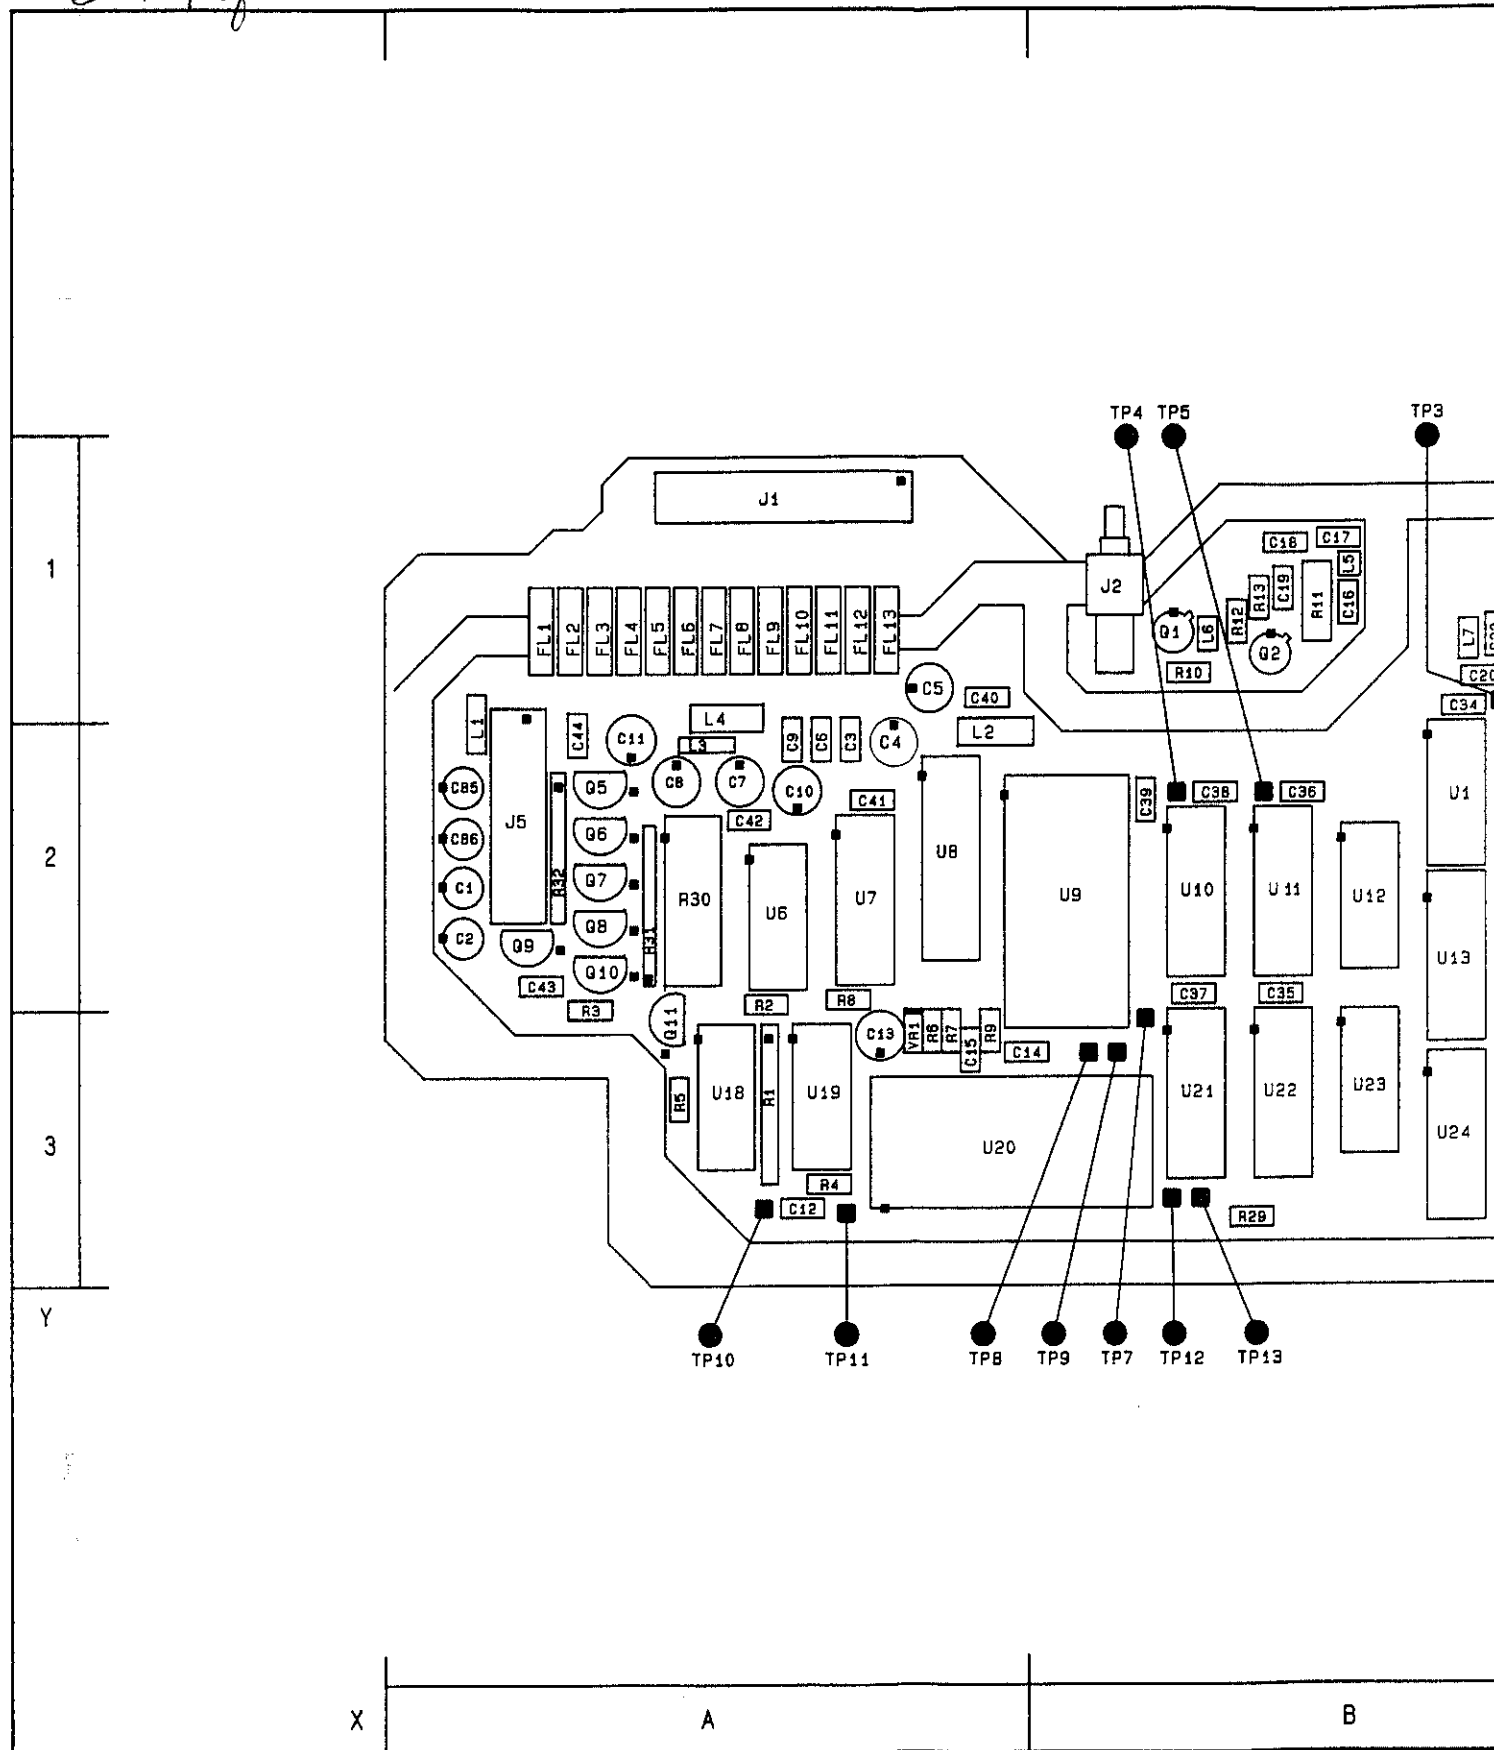 TP4 TP5 TP3
J1
1
J2
C18 C17
L5
R13 C19
R11 C16
R12
Q1 L6
Q2
R10
FL1 FL2 FL3 FL4 FL5 FL6 FL7 FL8 FL9 FL10 FL11 FL12 FL13
L7
C20
C5 C40
C34
L1 C44 C11 L4
L3
C9 C6 C3 C4 L2
C85 Q5 C8 C7 C10 C41 C39 C38 C36 U1
C42
J5
C86 Q6
2
U8
C1 R32 Q7 R30 U6 U7 U9 U10 U11 U12
C2 Q9 Q8 R31
U13
Q10
C43 C37 C35
R3 R2 R8
Q11 C13 VR1 R6 R7 C15 R9 C14
R5 U18 R1 U19 U21 U22 U23
3
U20 U24
R4
C12 R29
Y
TP10 TP11 TP8 TP9 TP7 TP12 TP13
X A B